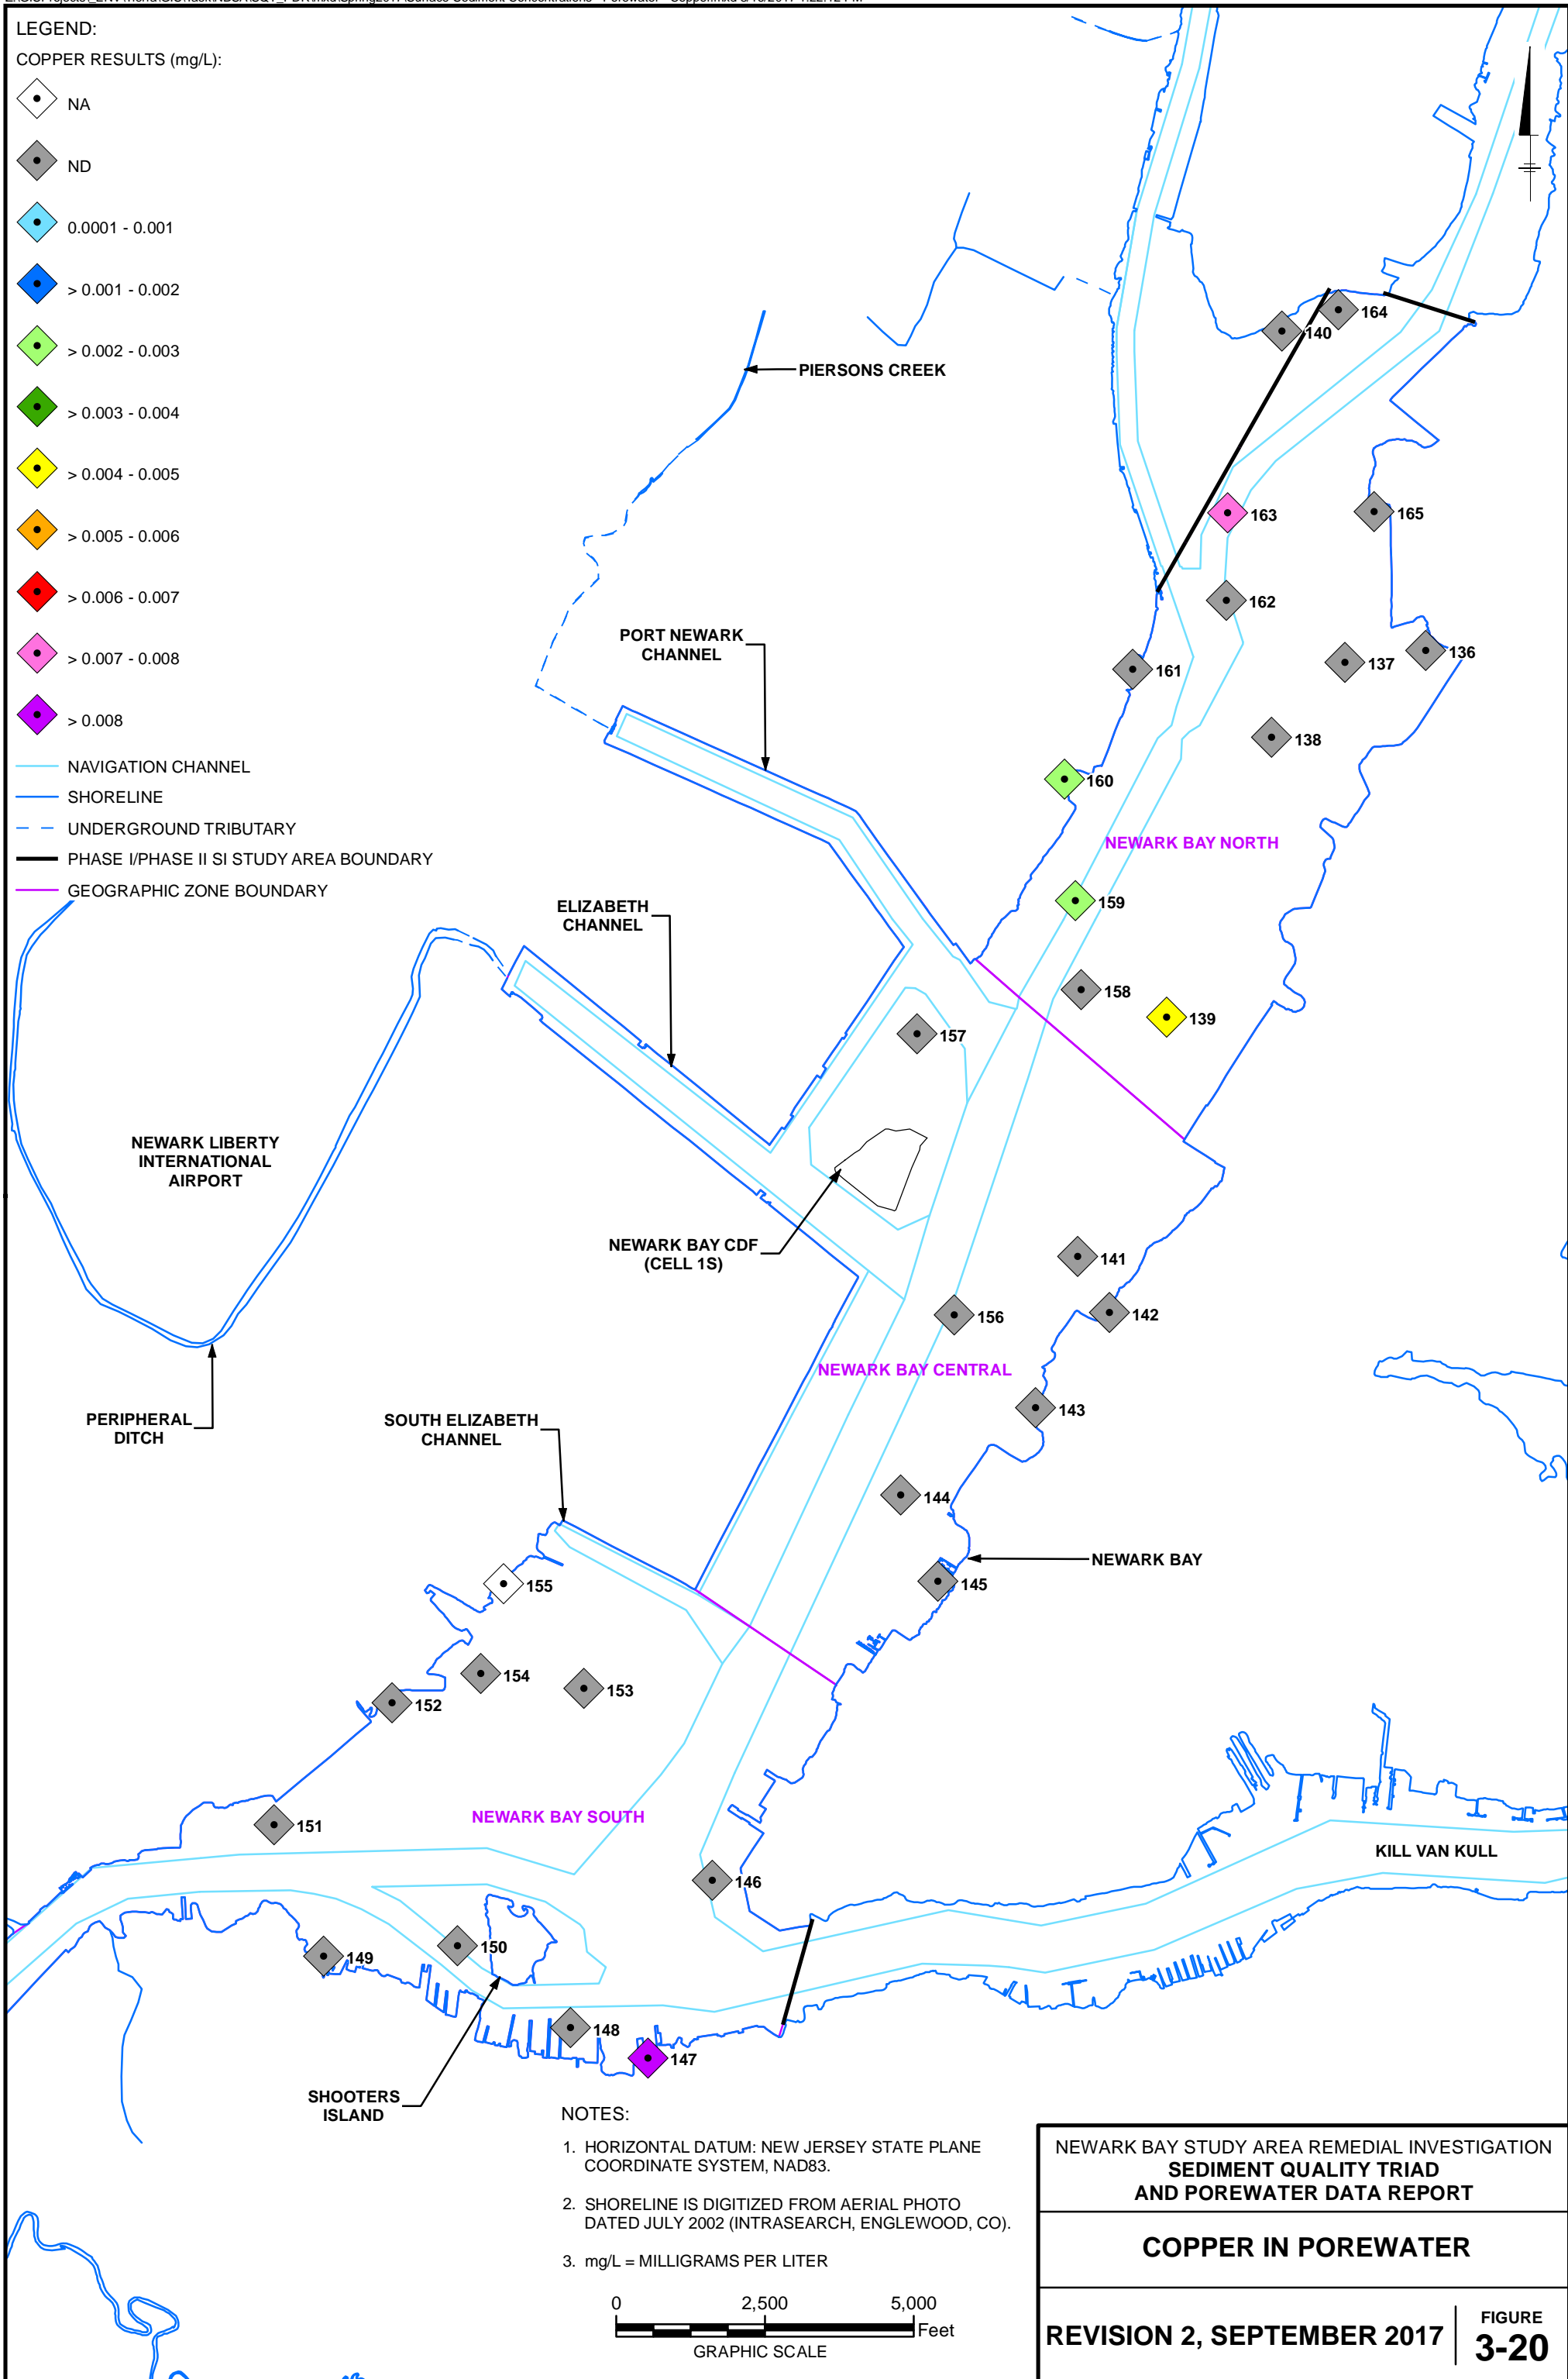 LEGEND:
COPPER RESULTS (mg/L):
NA
ND
0.0001 - 0.001
> 0.001 - 0.002
> 0.002 - 0.003
> 0.003 - 0.004
> 0.004 - 0.005
> 0.005 - 0.006
> 0.006 - 0.007
> 0.007 - 0.008
> 0.008
NAVIGATION CHANNEL
SHORELINE
UNDERGROUND TRIBUTARY
PHASE I/PHASE II SI STUDY AREA BOUNDARY
GEOGRAPHIC ZONE BOUNDARY
164
140
PIERSONS CREEK
163
165
162
PORT NEWARK
CHANNEL
136
137
161
138
160
NEWARK BAY NORTH
159
ELIZABETH
CHANNEL
158
139
157
NEWARK LIBERTY
INTERNATIONAL
AIRPORT
NEWARK BAY CDF
(CELL 1S)
141
142
156
NEWARK BAY CENTRAL
143
PERIPHERAL
DITCH
SOUTH ELIZABETH
CHANNEL
144
NEWARK BAY
145
155
154
153
152
NEWARK BAY SOUTH
151
KILL VAN KULL
146
150
149
148
147
SHOOTERS
ISLAND
NOTES:
1. HORIZONTAL DATUM: NEW JERSEY STATE PLANE
COORDINATE SYSTEM, NAD83.
2. SHORELINE IS DIGITIZED FROM AERIAL PHOTO
DATED JULY 2002 (INTRASEARCH, ENGLEWOOD, CO).
3. mg/L = MILLIGRAMS PER LITER
0 2,500 5,000
Feet
GRAPHIC SCALE
NEWARK BAY STUDY AREA REMEDIAL INVESTIGATION
SEDIMENT QUALITY TRIAD
AND POREWATER DATA REPORT
COPPER IN POREWATER
REVISION 2, SEPTEMBER 2017
FIGURE
3-20